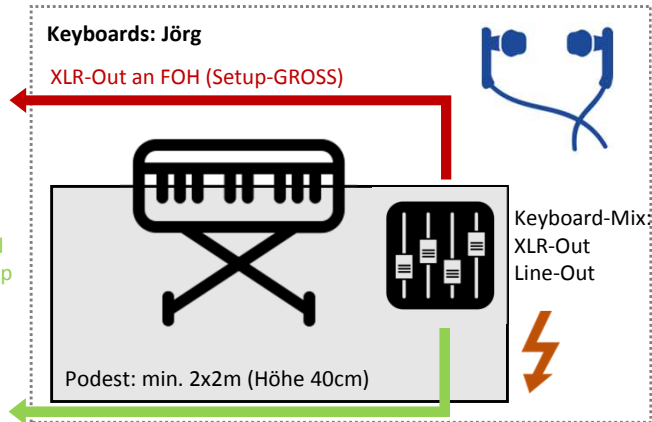 Keyboards: Jörg
XLR-Out an FOH (Setup-GROSS)
Keyboard-Mix:
XLR-Out
Line-Out
Podest: min. 2x2m (Höhe 40cm)